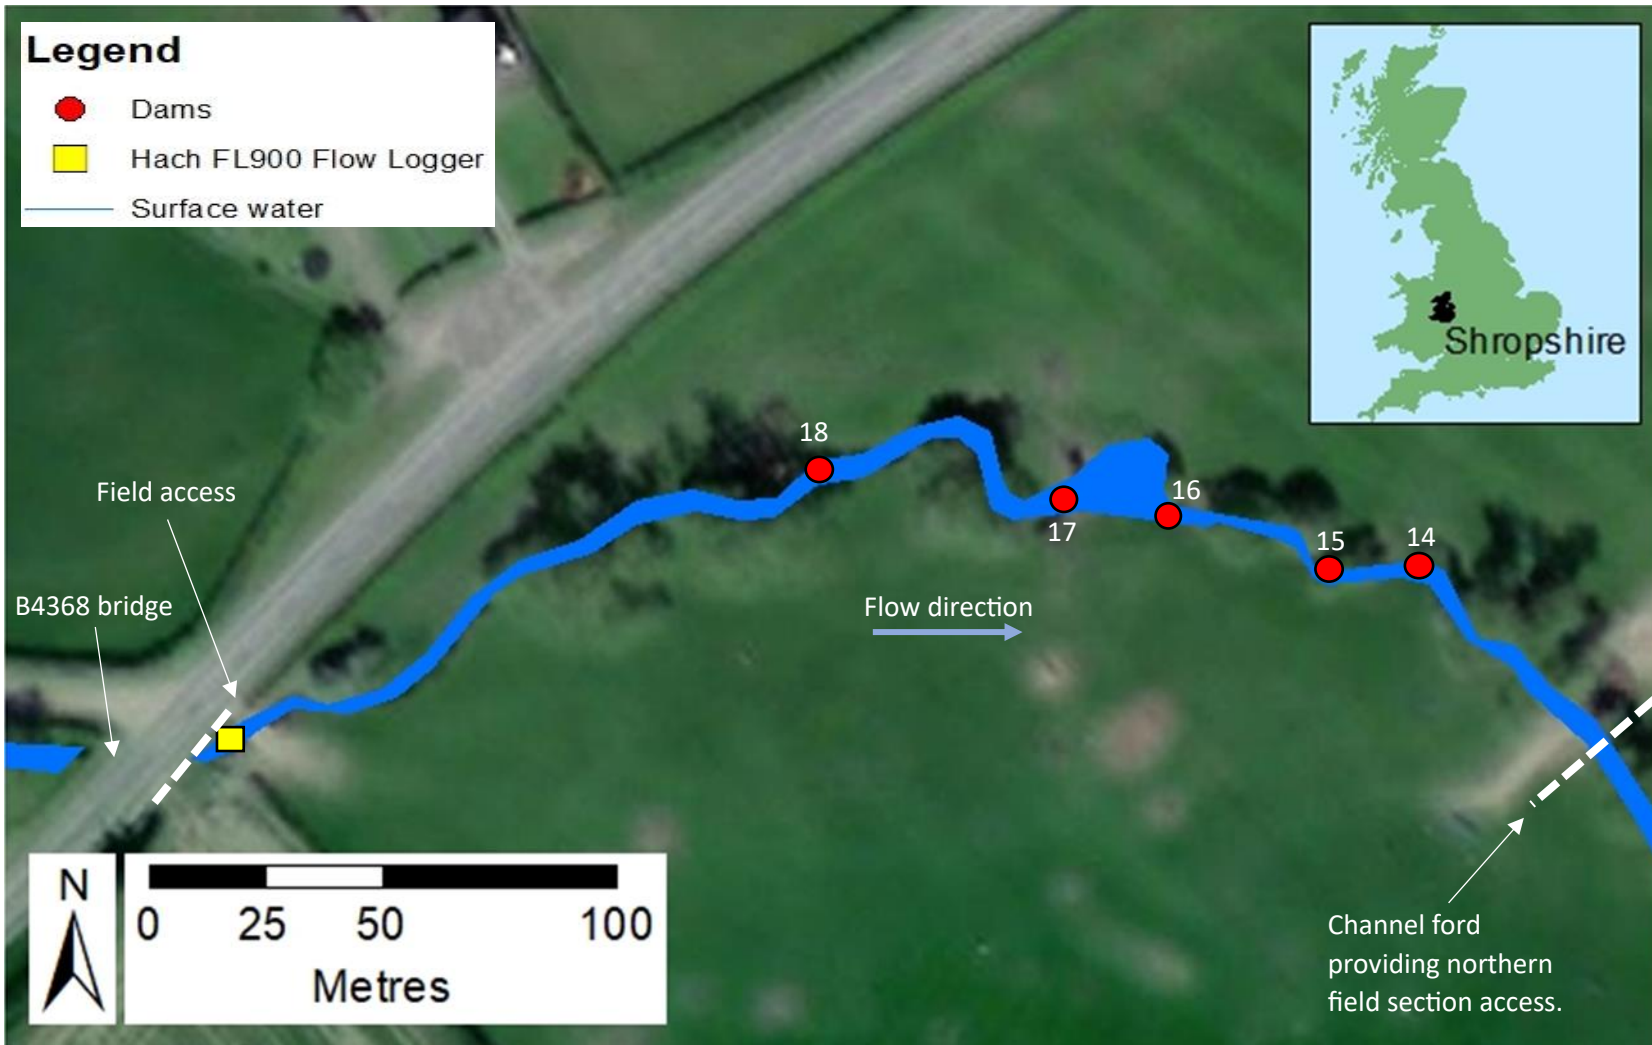 Legend
Dams
Hach FL900 Flow Logger
Surface water
Shropshire
18
Field access
17
16
15
14
B4368 bridge
Flow direction
N
0 25 50 100
Metres
Channel ford
providing northern
field section access.